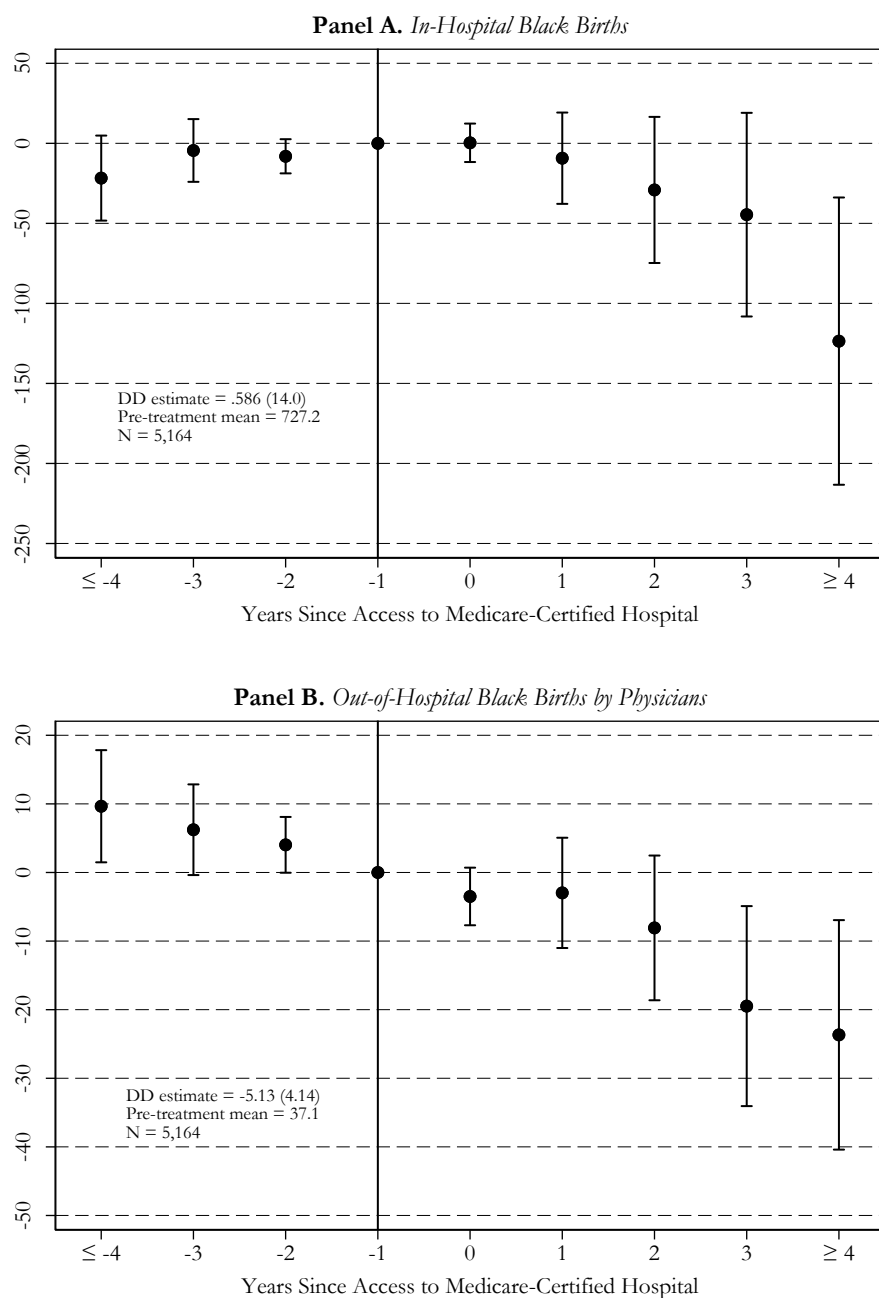 Panel A. In-Hospital Black Births
50
0
-50
-100
-150
-200
-250
DD estimate = .586 (14.0)
Pre-treatment mean = 727.2
N = 5,164
≤ -4 -3 -2 -1 0 1 2 3 ≥ 4
Years Since Access to Medicare-Certified Hospital
Panel B. Out-of-Hospital Black Births by Physicians
20
10
0
-10
-20
-30
-40
-50
DD estimate = -5.13 (4.14)
Pre-treatment mean = 37.1
N = 5,164
≤ -4 -3 -2 -1 0 1 2 3 ≥ 4
Years Since Access to Medicare-Certified Hospital